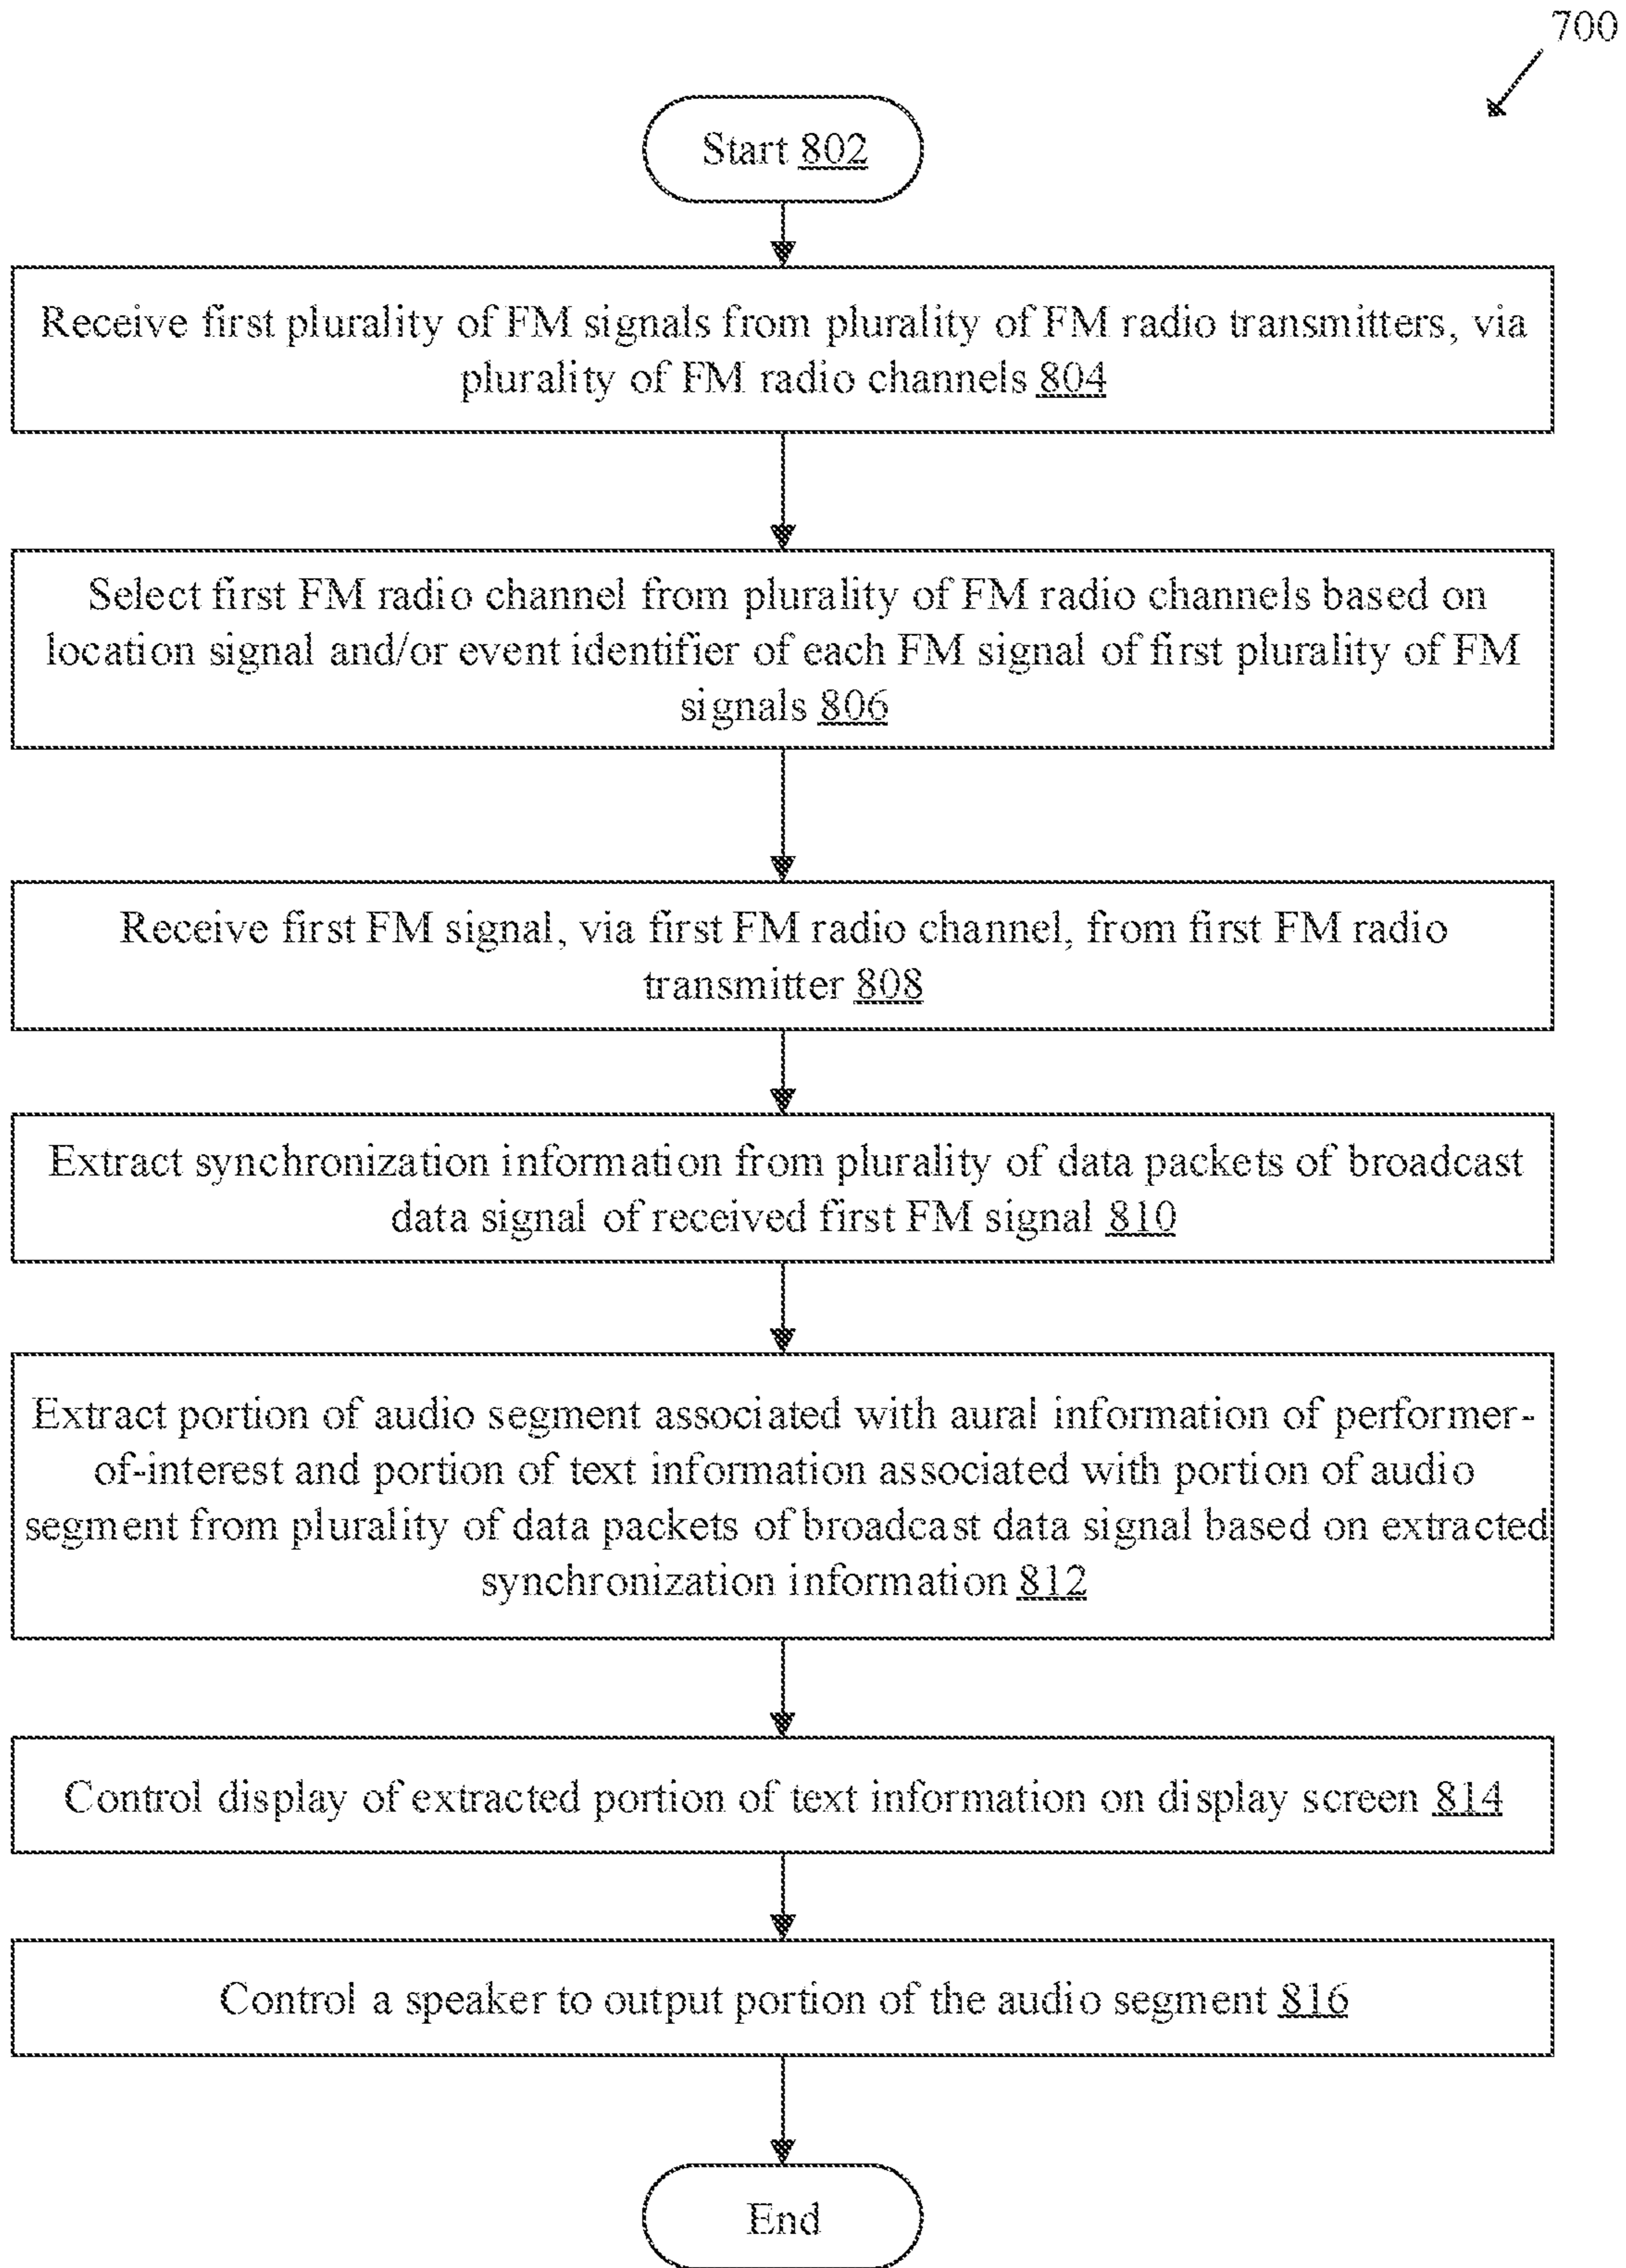 700
Start 802
Receive first plurality of FM signals from plurality of FM radio transmitters, via
plurality of FM radio channels 804
Select first FM radio channel from plurality of FM radio channels based on
location signal and/or event identifier of each FM signal of first plurality of FM
signals 806
Receive first FM signal, via first FM radio channel, from first FM radio
transmitter 808
Extract synchronization information from plurality of data packets of broadcast
data signal of received first FM signal 810
Extract portion of audio segment associated with aural information of performer-
of-interest and portion of text information associated with portion of audio
segment from plurality of data packets of broadcast data signal based on extracted
synchronization information 812
Control display of extracted portion of text information on display screen 814
Control a speaker to output portion of the audio segment 816
End